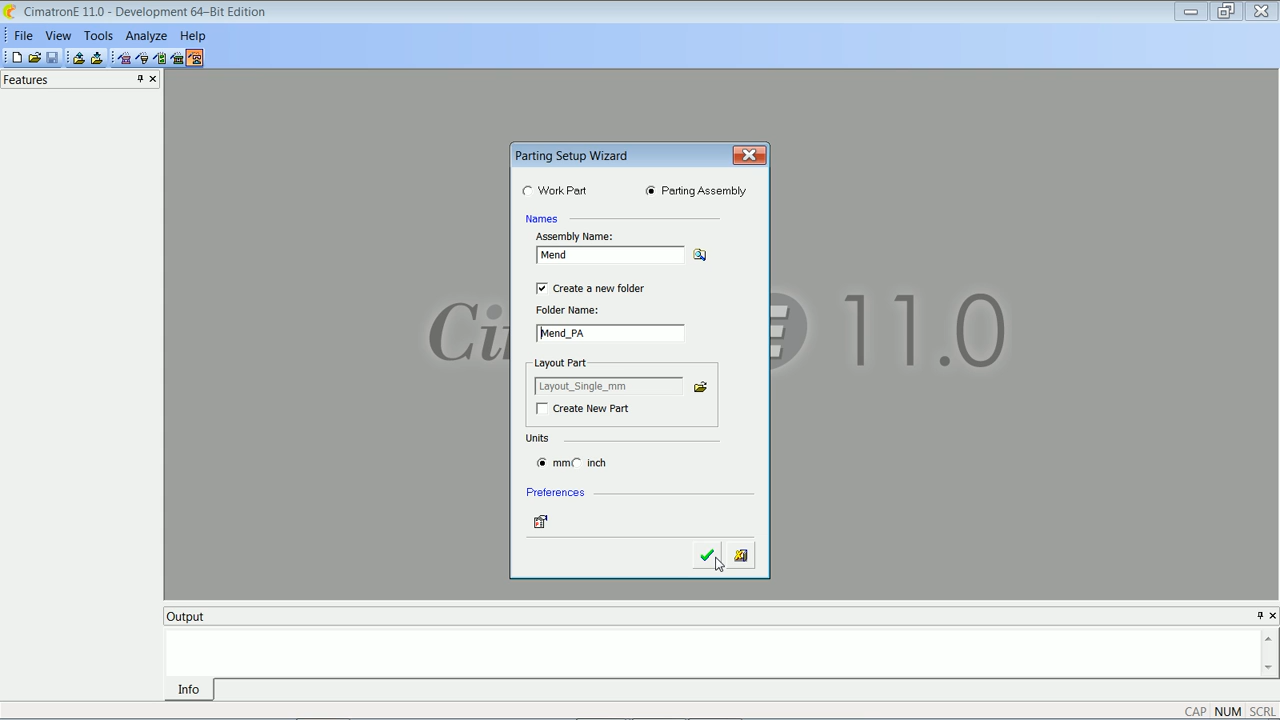 CimatronE 11.0 - Development 64-Bit Edition
File View Tools Analyze Help
Features
Parting Setup Wizard
Work Part
Parting Assembly
Names
Assembly Name:
Mend
Create a new folder
Folder Name:
Mend_PA
Layout Part
Layout_Single_mm
Create New Part
Units
mm inch
Preferences
Ci E 11.0
Output
Info
CAP NUM SCRL